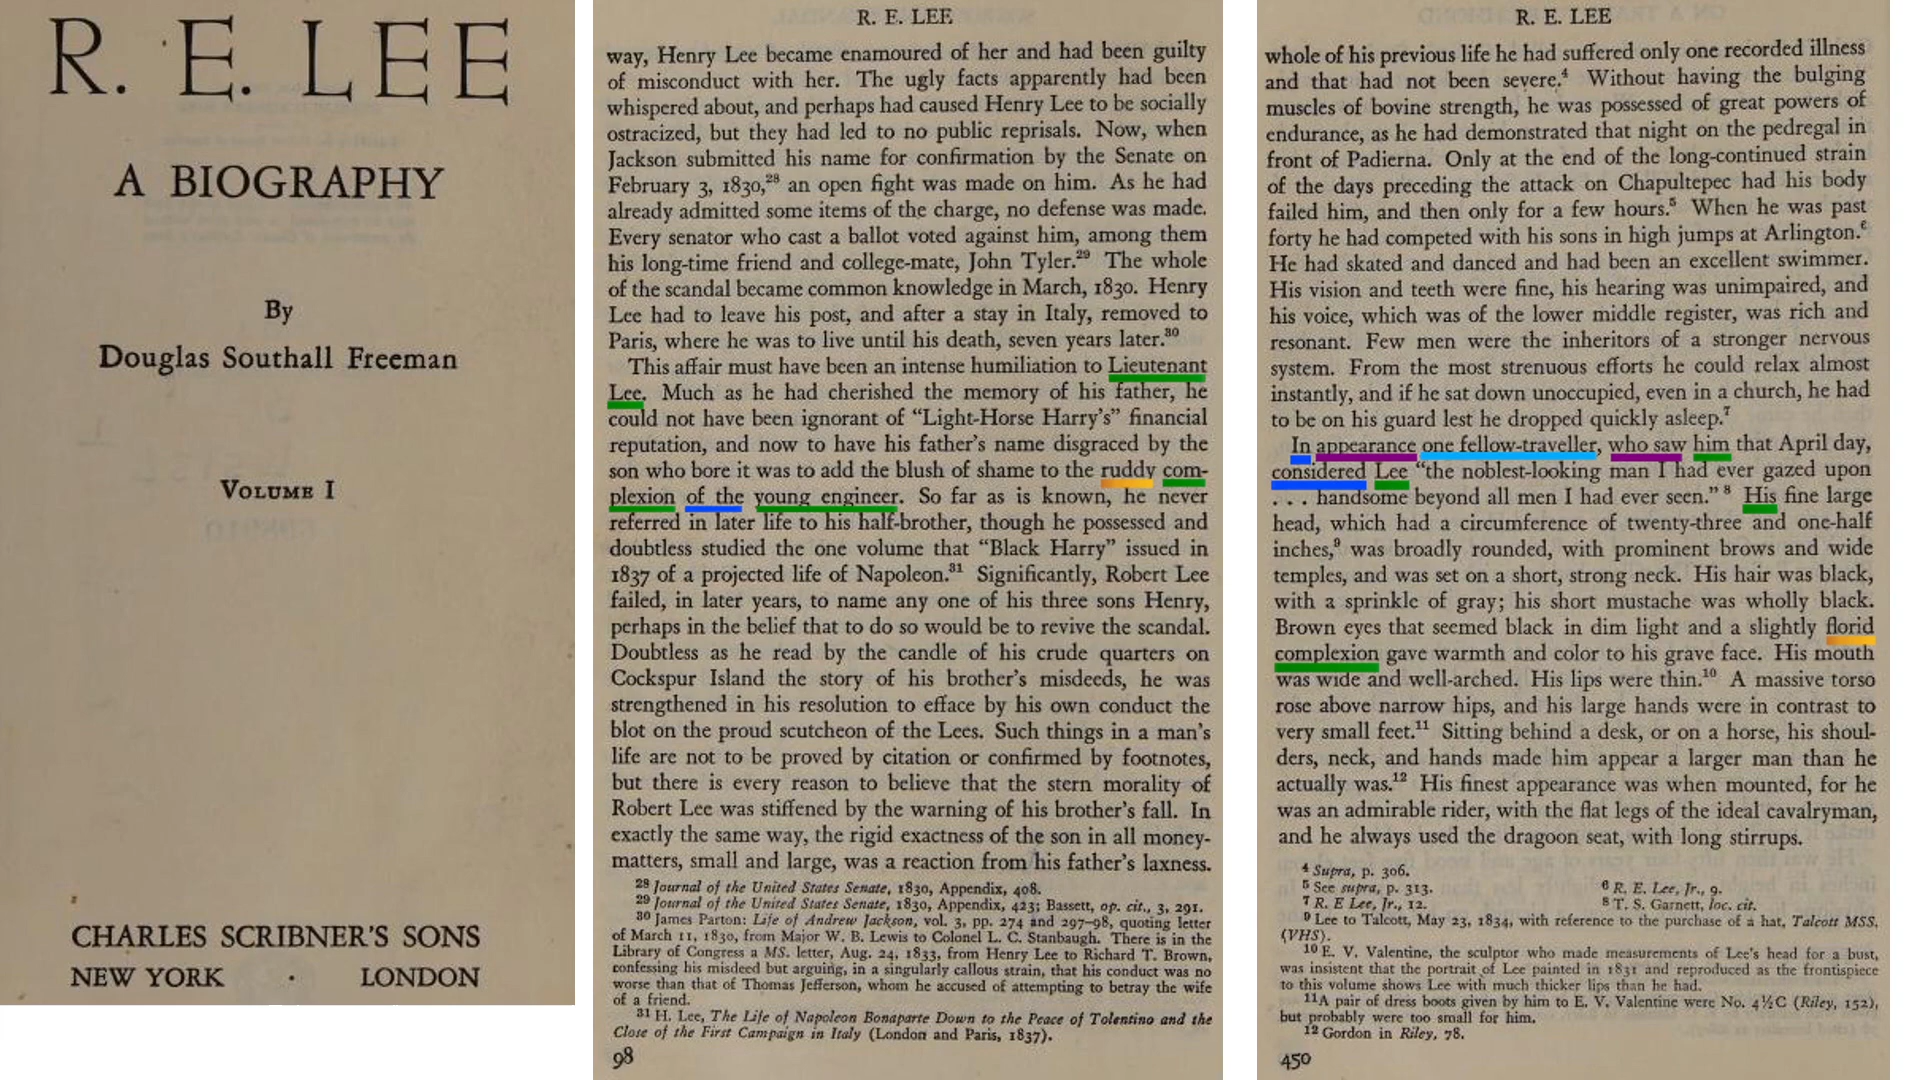 R. E. LEE
A BIOGRAPHY
By
Douglas Southall Freeman
VOLUME I
CHARLES SCRIBNER'S SONS
NEW YORK · LONDON
R. E. LEE
way, Henry Lee became enamoured of her and had been guilty
of misconduct with her. The ugly facts apparently had been
whispered about, and perhaps had caused Henry Lee to be socially
ostracized, but they had led to no public reprisals. Now, when
Jackson submitted his name for confirmation by the Senate on
February 3, 1830,28 an open fight was made on him. As he had
already admitted some items of the charge, no defense was made.
Every senator who cast a ballot voted against him, among them
his long-time friend and college-mate, John Tyler.29 The whole
of the scandal became common knowledge in March, 1830. Henry
Lee had to leave his post, and after a stay in Italy, removed to
Paris, where he was to live until his death, seven years later.30
This affair must have been an intense humiliation to Lieutenant
Lee. Much as he had cherished the memory of his father, he
could not have been ignorant of “Light-Horse Harry's” financial
reputation, and now to have his father's name disgraced by the
son who bore it was to add the blush of shame to the ruddy com-
plexion of the young engineer. So far as is known, he never
referred in later life to his half-brother, though he possessed and
doubtless studied the one volume that “Black Harry” issued in
1837 of a projected life of Napoleon.31 Significantly, Robert Lee
failed, in later years, to name any one of his three sons Henry,
perhaps in the belief that to do so would be to revive the scandal.
Doubtless as he read by the candle of his crude quarters on
Cockspur Island the story of his brother's misdeeds, he was
strengthened in his resolution to efface by his own conduct the
blot on the proud scutcheon of the Lees. Such things in a man's
life are not to be proved by citation or confirmed by footnotes,
but there is every reason to believe that the stern morality of
Robert Lee was stiffened by the warning of his brother's fall. In
exactly the same way, the rigid exactness of the son in all money-
matters, small and large, was a reaction from his father's laxness.
28 Journal of the United States Senate, 1830, Appendix, 408.
29 Journal of the United States Senate, 1830, Appendix, 423; Bassett, op. cit., 3, 291.
30 James Parton: Life of Andrew Jackson, vol. 3, pp. 274 and 297–98, quoting letter
of March 11, 1830, from Major W. B. Lewis to Colonel L. C. Stanbaugh. There is in the
Library of Congress a MS. letter, Aug. 24, 1833, from Henry Lee to Richard T. Brown,
confessing his misdeed but arguing, in a singularly callous strain, that his conduct was no
worse than that of Thomas Jefferson, whom he accused of attempting to betray the wife
of a friend.
31 H. Lee, The Life of Napoleon Bonaparte Down to the Peace of Tolentino and the
Close of the First Campaign in Italy (London and Paris, 1837).
98
R. E. LEE
whole of his previous life he had suffered only one recorded illness
and that had not been severe.4 Without having the bulging
muscles of bovine strength, he was possessed of great powers of
endurance, as he had demonstrated that night on the pedregal in
front of Padierna. Only at the end of the long-continued strain
of the days preceding the attack on Chapultepec had his body
failed him, and then only for a few hours.5 When he was past
forty he had competed with his sons in high jumps at Arlington.6
He had skated and danced and had been an excellent swimmer.
His vision and teeth were fine, his hearing was unimpaired, and
his voice, which was of the lower middle register, was rich and
resonant. Few men were the inheritors of a stronger nervous
system. From the most strenuous efforts he could relax almost
instantly, and if he sat down unoccupied, even in a church, he had
to be on his guard lest he dropped quickly asleep.7
In appearance one fellow-traveller, who saw him that April day,
considered Lee “the noblest-looking man I had ever gazed upon
. . . handsome beyond all men I had ever seen.” 8 His fine large
head, which had a circumference of twenty-three and one-half
inches,9 was broadly rounded, with prominent brows and wide
temples, and was set on a short, strong neck. His hair was black,
with a sprinkle of gray; his short mustache was wholly black.
Brown eyes that seemed black in dim light and a slightly florid
complexion gave warmth and color to his grave face. His mouth
was wide and well-arched. His lips were thin.10 A massive torso
rose above narrow hips, and his large hands were in contrast to
very small feet.11 Sitting behind a desk, or on a horse, his shoul-
ders, neck, and hands made him appear a larger man than he
actually was.12 His finest appearance was when mounted, for he
was an admirable rider, with the flat legs of the ideal cavalryman,
and he always used the dragoon seat, with long stirrups.
4 Supra, p. 306.
5 See supra, p. 313. 6 R. E. Lee, Jr., 9.
7 R. E Lee, Jr., 12. 8 T. S. Garnett, loc. cit.
9 Lee to Talcott, May 23, 1834, with reference to the purchase of a hat, Talcott MSS.
(VHS).
10 E. V. Valentine, the sculptor who made measurements of Lee's head for a bust,
was insistent that the portrait of Lee painted in 1831 and reproduced as the frontispiece
to this volume shows Lee with much thicker lips than he had.
11 A pair of dress boots given by him to E. V. Valentine were No. 4½C (Riley, 152),
but probably were too small for him.
12 Gordon in Riley, 78.
450